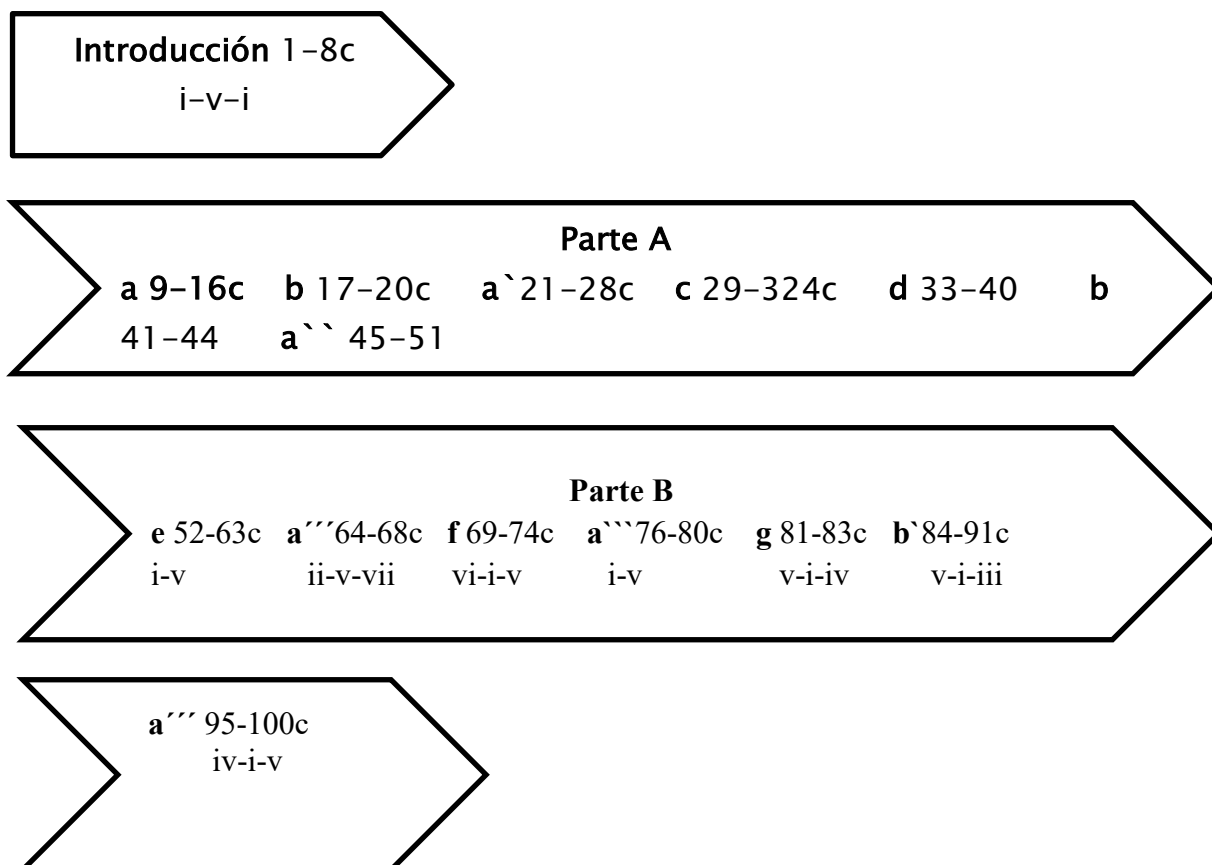 Introducción 1-8c
i-v-i
Parte A
a 9-16c b 17-20c a`21-28c c 29-324c d 33-40 b
41-44 a`` 45-51
Parte B
e 52-63c a´´´64-68c f 69-74c a```76-80c g 81-83c b`84-91c
i-v ii-v-vii vi-i-v i-v v-i-iv v-i-iii
a´´´ 95-100c
iv-i-v